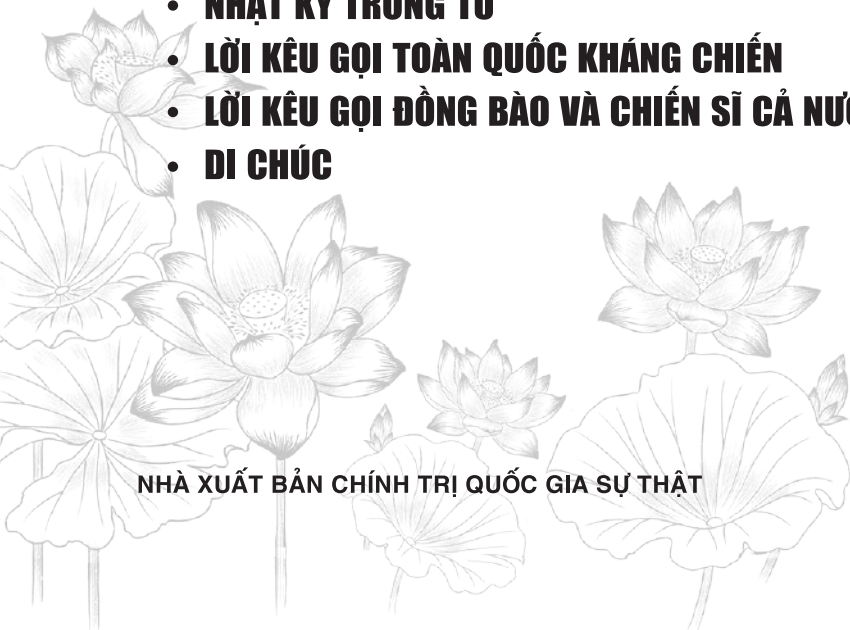 • NHẬT KÝ TRONG TÙ
• LỜI KÊU GỌI TOÀN QUỐC KHÁNG CHIẾN
• LỜI KÊU GỌI ĐỒNG BÀO VÀ CHIẾN SĨ CẢ
• DI CHÚC
NHÀ XUẤT BẢN CHÍNH TRỊ QUỐC GIA SỰ THẬT